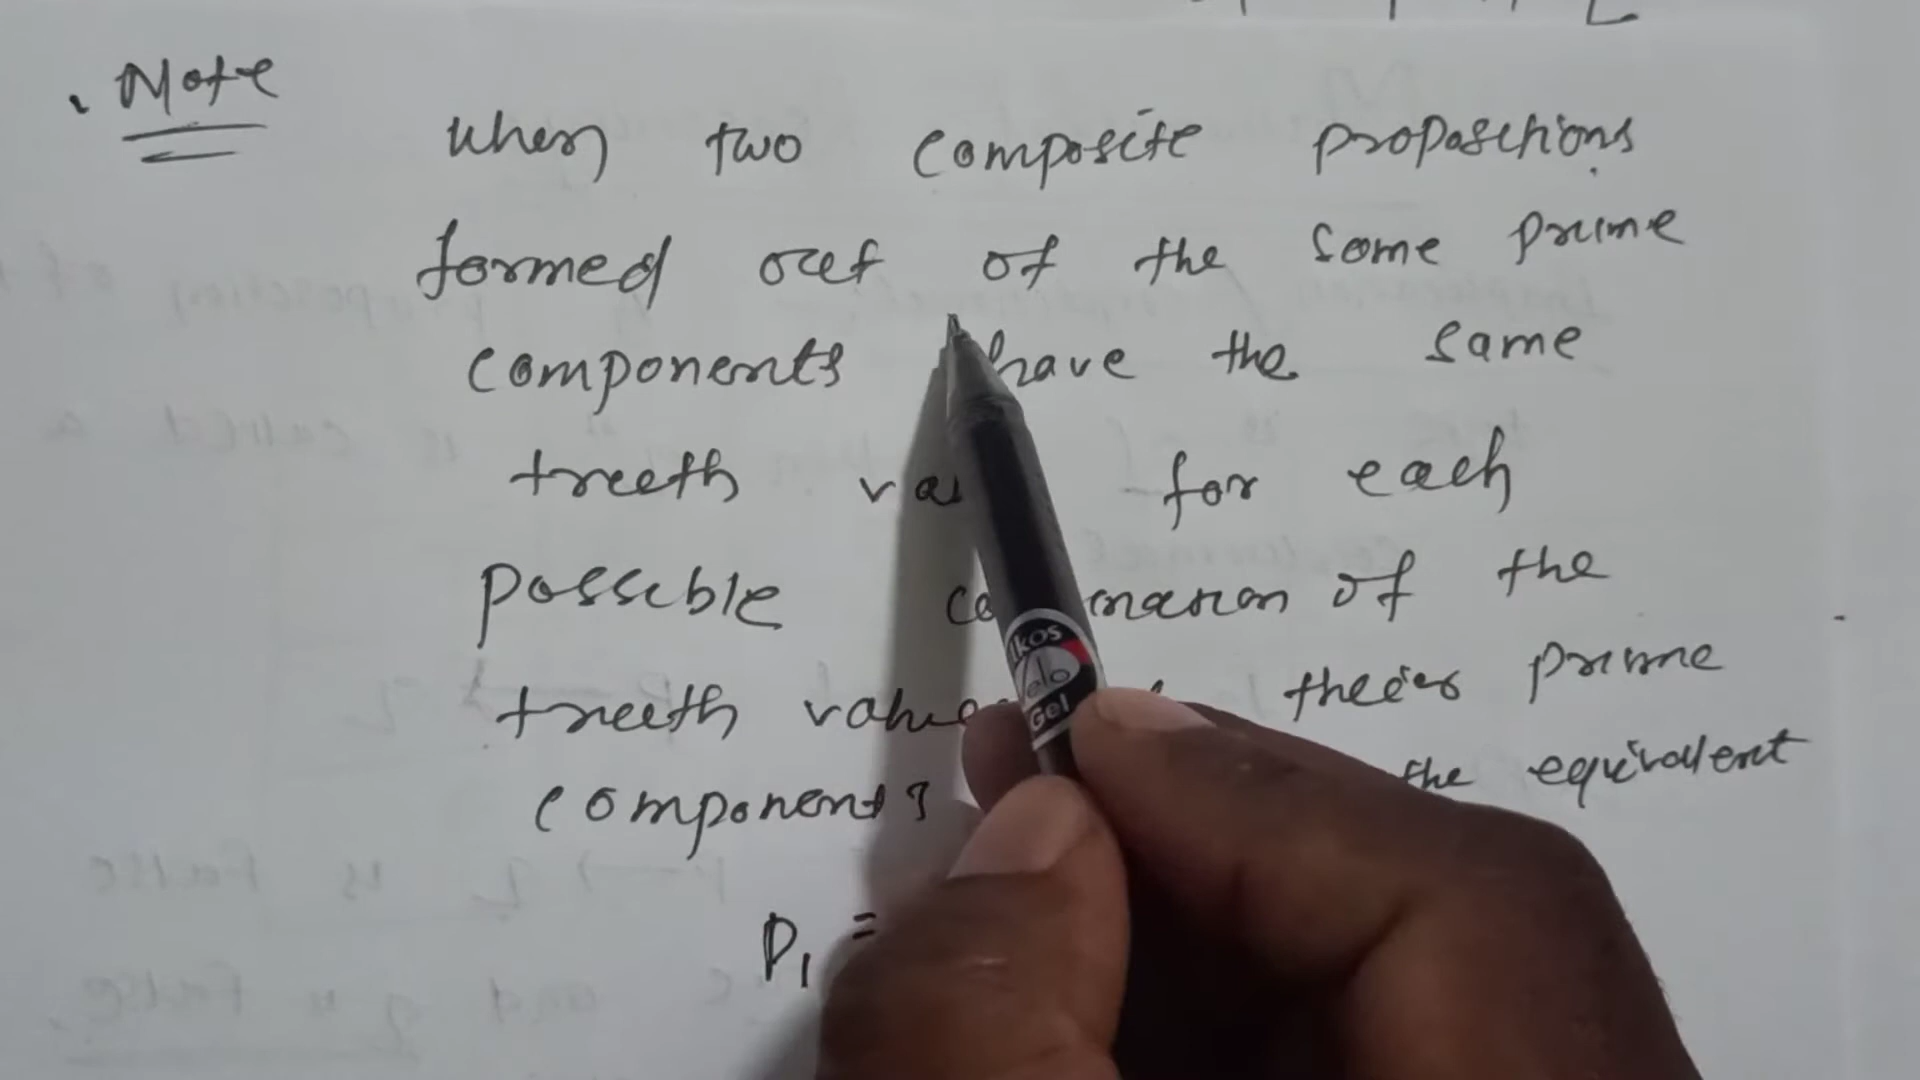 Note
When two composite propositions
formed out of the same prime
components have the same
truth for each
possible of the
truth their prime
components the equivalent
P₁ =
Gel